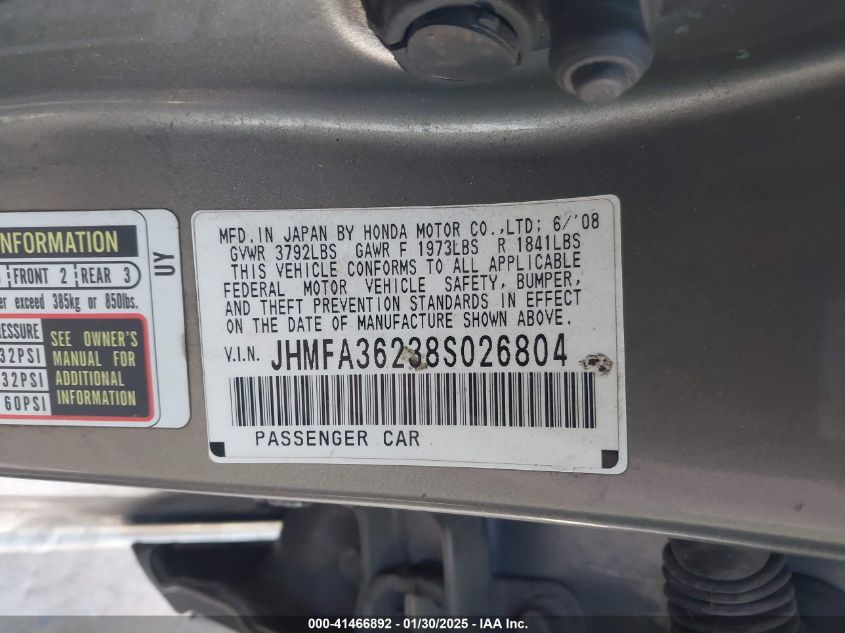 MFD. IN JAPAN BY HONDA MOTOR CO.,LTD; 6/'08
GVWR 3792LBS GAWR F 1973LBS R 1841LBS
THIS VEHICLE CONFORMS TO ALL APPLICABLE
FEDERAL MOTOR VEHICLE SAFETY, BUMPER,
AND THEFT PREVENTION STANDARDS IN EFFECT
ON THE DATE OF MANUFACTURE SHOWN ABOVE.
V.I.N. JHMFA36238S026804
PASSENGER CAR
NFORMATION
FRONT 2 REAR 3
er exceed 385kg or 850lbs.
ESSURE
32PSI
32PSI
60PSI
SEE OWNER'S
MANUAL FOR
ADDITIONAL
INFORMATION
UY
000-41466892 - 01/30/2025 - IAA Inc.